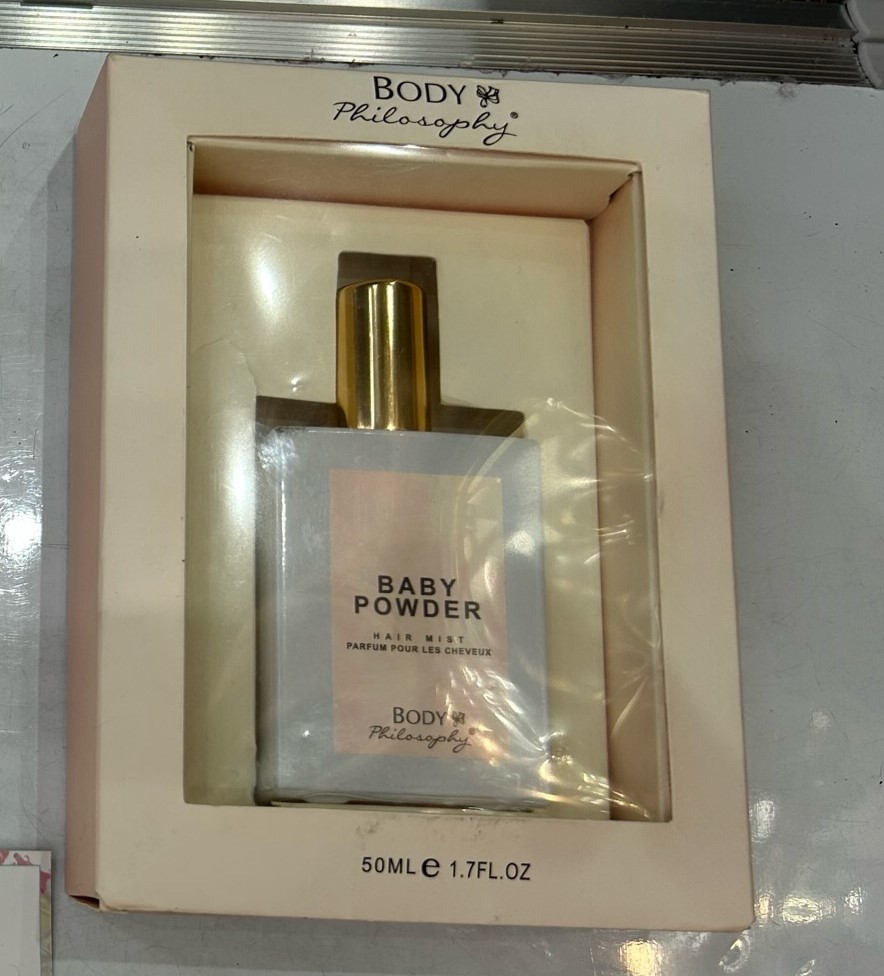 BODY
Philosophy®
BABY
POWDER
HAIR MIST
PARFUM POUR LES CHEVEUX
BODY
Philosophy®
50ML e 1.7FL.OZ